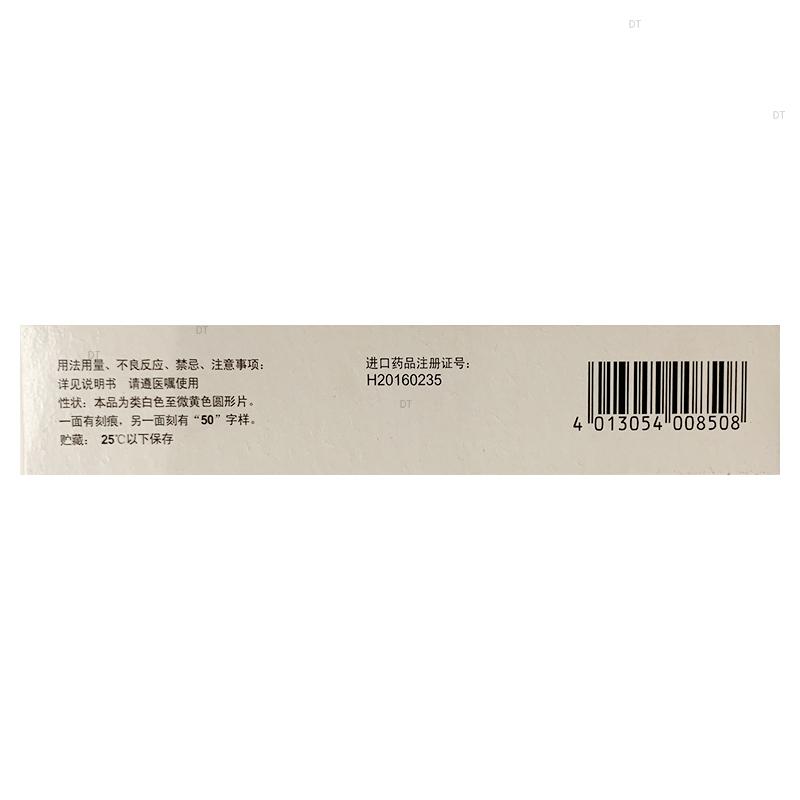 DT
DT
DT
DT
用法用量、不良反应、禁忌、注意事项：
详见说明书 请遵医嘱使用
性状：本品为类白色至微黄色圆形片。
一面有刻痕，另一面刻有“50”字样。
贮藏： 25℃以下保存
进口药品注册证号：
H20160235
DT
4 013054 008508